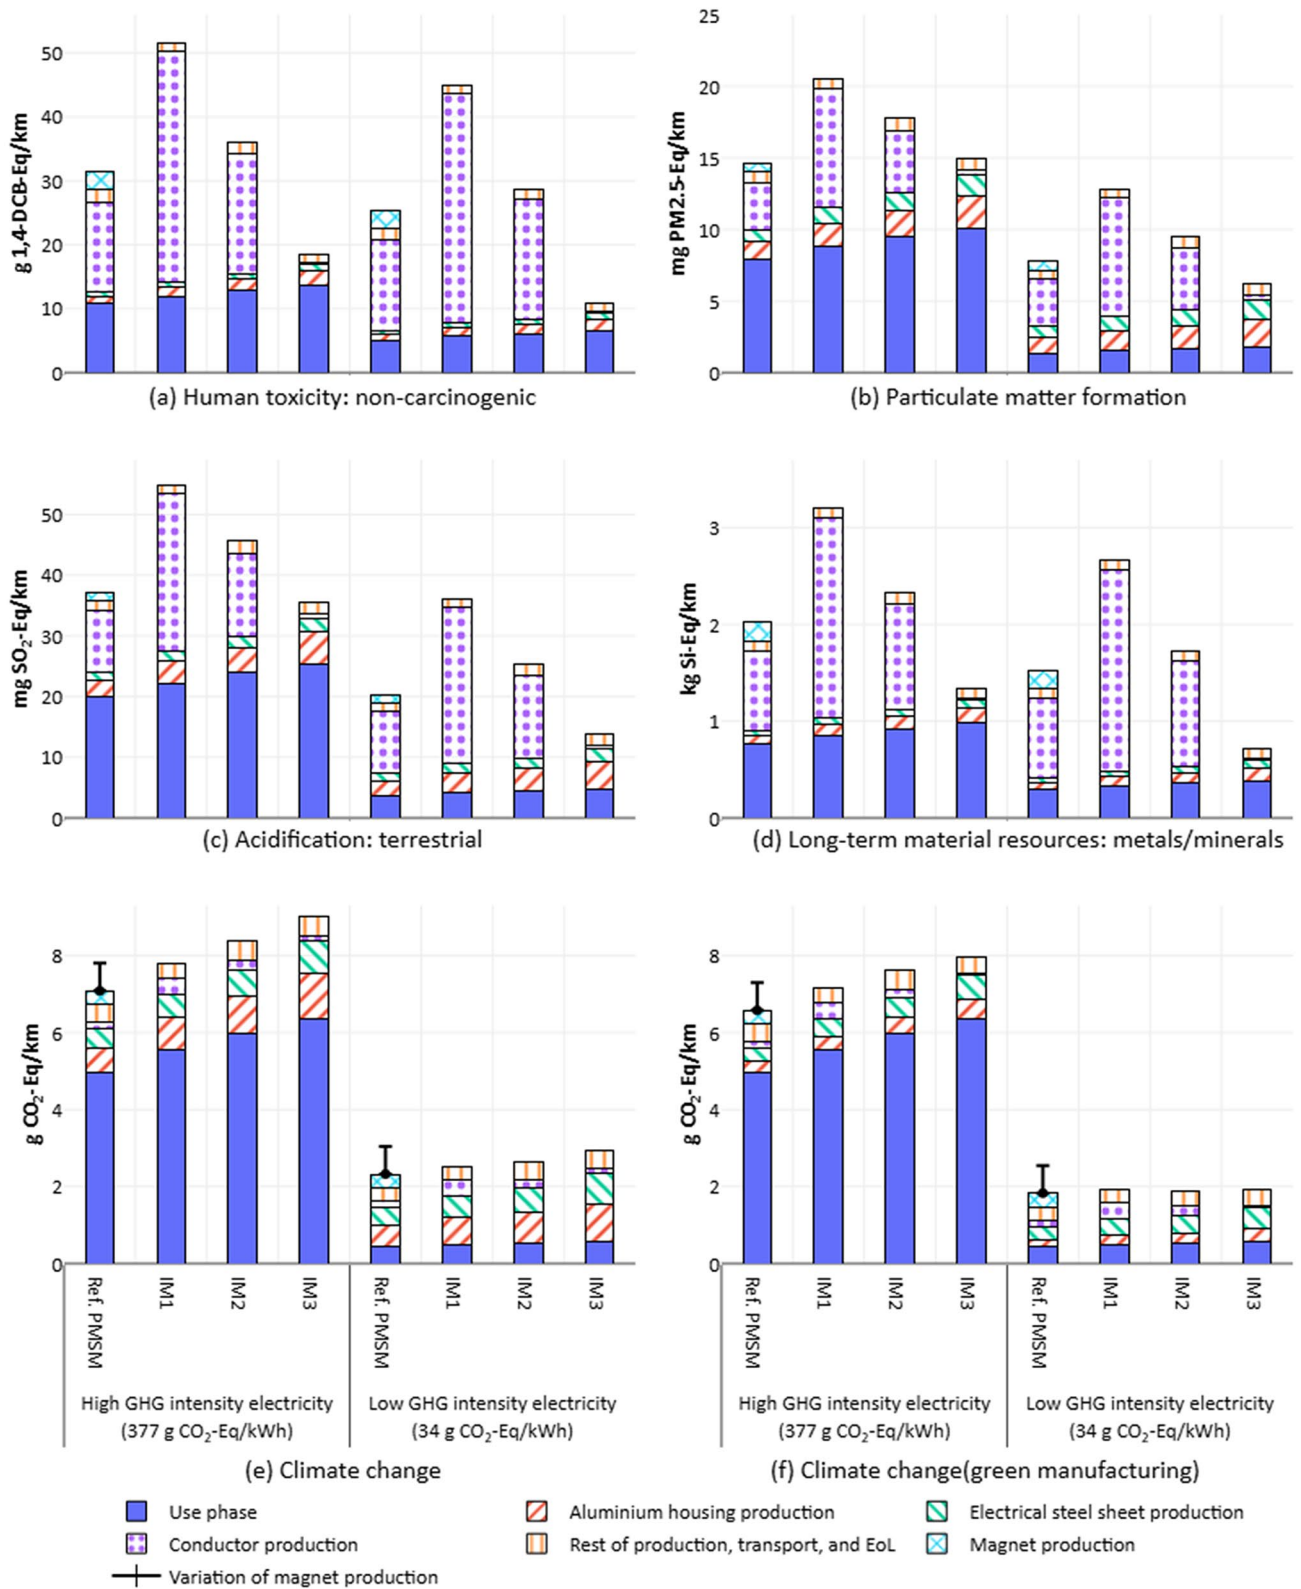 g 1,4-DCB-Eq/km
50
40
30
20
10
0
(a) Human toxicity: non-carcinogenic
mg PM2.5-Eq/km
25
20
15
10
5
0
(b) Particulate matter formation
mg SO₂-Eq/km
50
40
30
20
10
0
(c) Acidification: terrestrial
kg Si-Eq/km
3
2
1
0
(d) Long-term material resources: metals/minerals
g CO₂-Eq/km
8
6
4
2
0
Ref. PMSM
IM1
IM2
IM3
Ref. PMSM
IM1
IM2
IM3
High GHG intensity electricity
(377 g CO₂-Eq/kWh)
Low GHG intensity electricity
(34 g CO₂-Eq/kWh)
(e) Climate change
g CO₂-Eq/km
8
6
4
2
0
Ref. PMSM
IM1
IM2
IM3
Ref. PMSM
IM1
IM2
IM3
High GHG intensity electricity
(377 g CO₂-Eq/kWh)
Low GHG intensity electricity
(34 g CO₂-Eq/kWh)
(f) Climate change(green manufacturing)
Use phase
Aluminium housing production
Electrical steel sheet production
Conductor production
Rest of production, transport, and EoL
Magnet production
Variation of magnet production